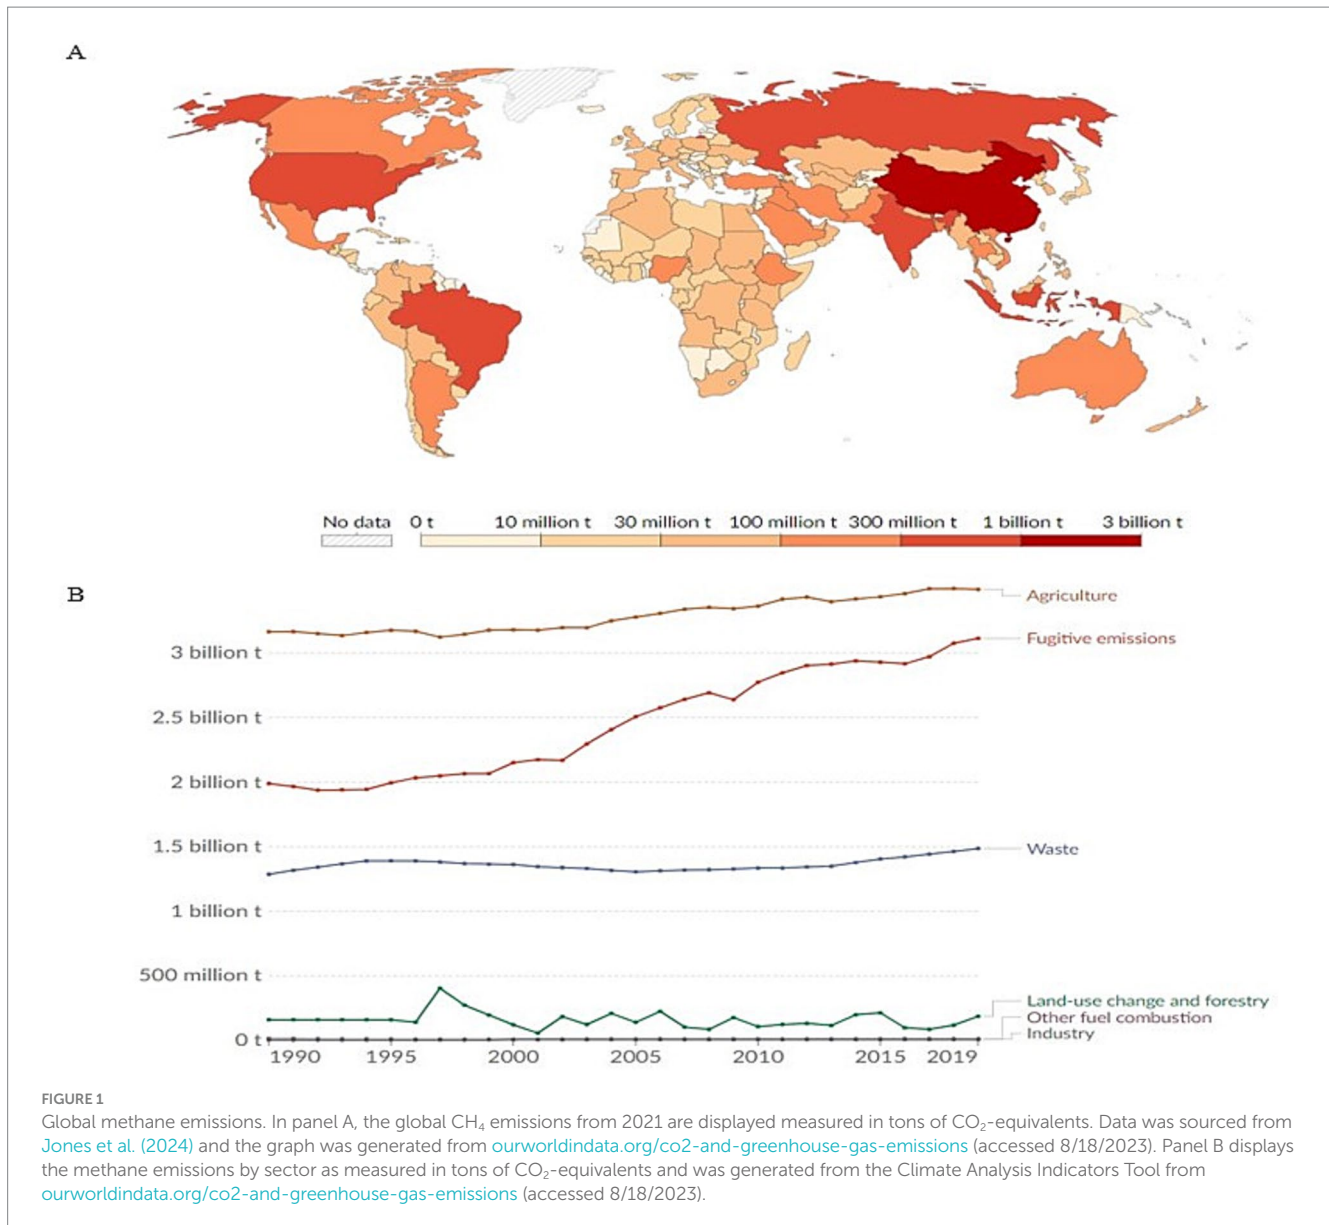 A
No data 0 t 10 million t 30 million t 100 million t 300 million t 1 billion t 3 billion t
B
Agriculture
Fugitive emissions
3 billion t
2.5 billion t
2 billion t
1.5 billion t
Waste
1 billion t
500 million t
Land-use change and forestry
Other fuel combustion
Industry
0 t
1990 1995 2000 2005 2010 2015 2019
FIGURE 1
Global methane emissions. In panel A, the global CH₄ emissions from 2021 are displayed measured in tons of CO₂-equivalents. Data was sourced from
Jones et al. (2024) and the graph was generated from ourworldindata.org/co2-and-greenhouse-gas-emissions (accessed 8/18/2023). Panel B displays
the methane emissions by sector as measured in tons of CO₂-equivalents and was generated from the Climate Analysis Indicators Tool from
ourworldindata.org/co2-and-greenhouse-gas-emissions (accessed 8/18/2023).